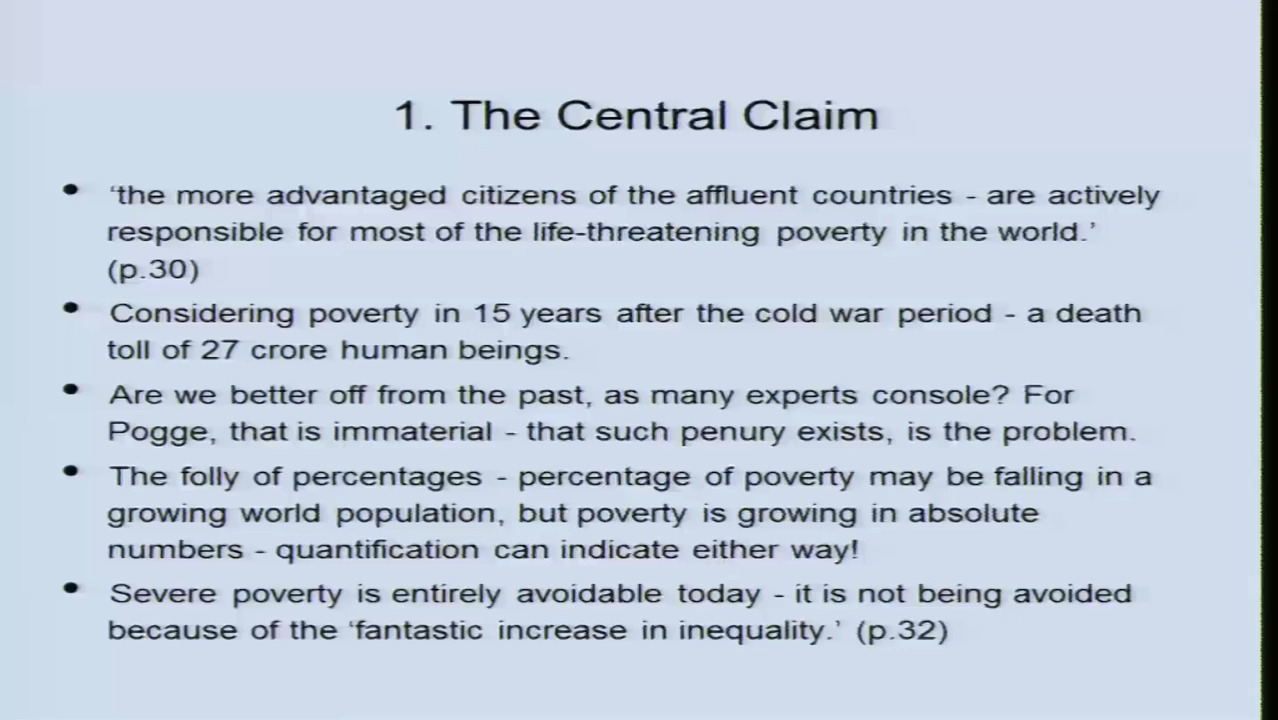 1. The Central Claim
• ‘the more advantaged citizens of the affluent countries - are actively
responsible for most of the life-threatening poverty in the world.’
(p.30)
• Considering poverty in 15 years after the cold war period - a death
toll of 27 crore human beings.
• Are we better off from the past, as many experts console? For
Pogge, that is immaterial - that such penury exists, is the problem.
• The folly of percentages - percentage of poverty may be falling in a
growing world population, but poverty is growing in absolute
numbers - quantification can indicate either way!
• Severe poverty is entirely avoidable today - it is not being avoided
because of the ‘fantastic increase in inequality.’ (p.32)